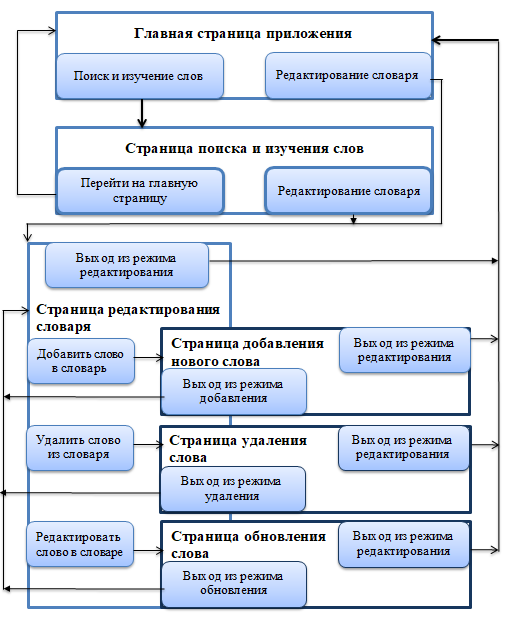 Главная страница приложения
Поиск и изучение слов
Редактирование словаря
Страница поиска и изучения слов
Перейти на главную
страницу
Редактирование словаря
Выход из режима
редактирования
Страница редактирования
словаря
Добавить слово
в словарь
Страница добавления
нового слова
Выход из режима
редактирования
Выход из режима
добавления
Удалить слово
из словаря
Страница удаления
слова
Выход из режима
редактирования
Выход из режима
удаления
Редактировать
слово в словаре
Страница обновления
слова
Выход из режима
редактирования
Выход из режима
обновления